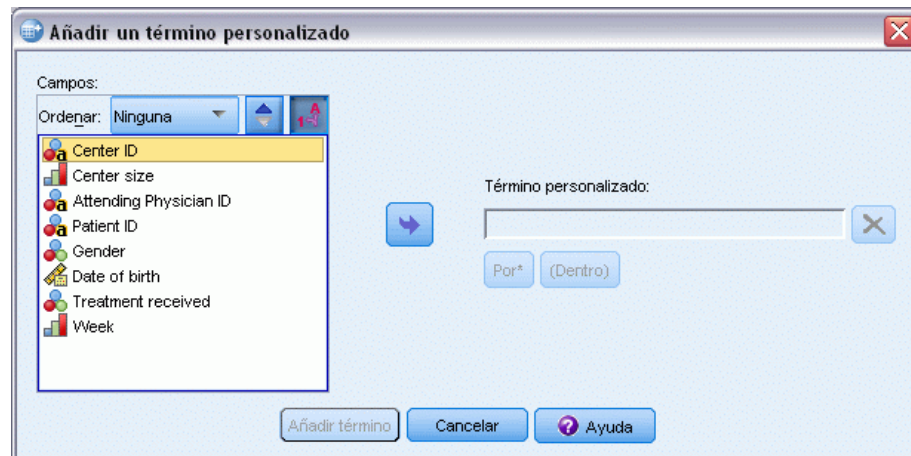 Añadir un término personalizado
Campos:
Ordenar: Ninguna
Center ID
Center size
Attending Physician ID
Patient ID
Gender
Date of birth
Treatment received
Week
Término personalizado:
Por* (Dentro)
Añadir término Cancelar Ayuda